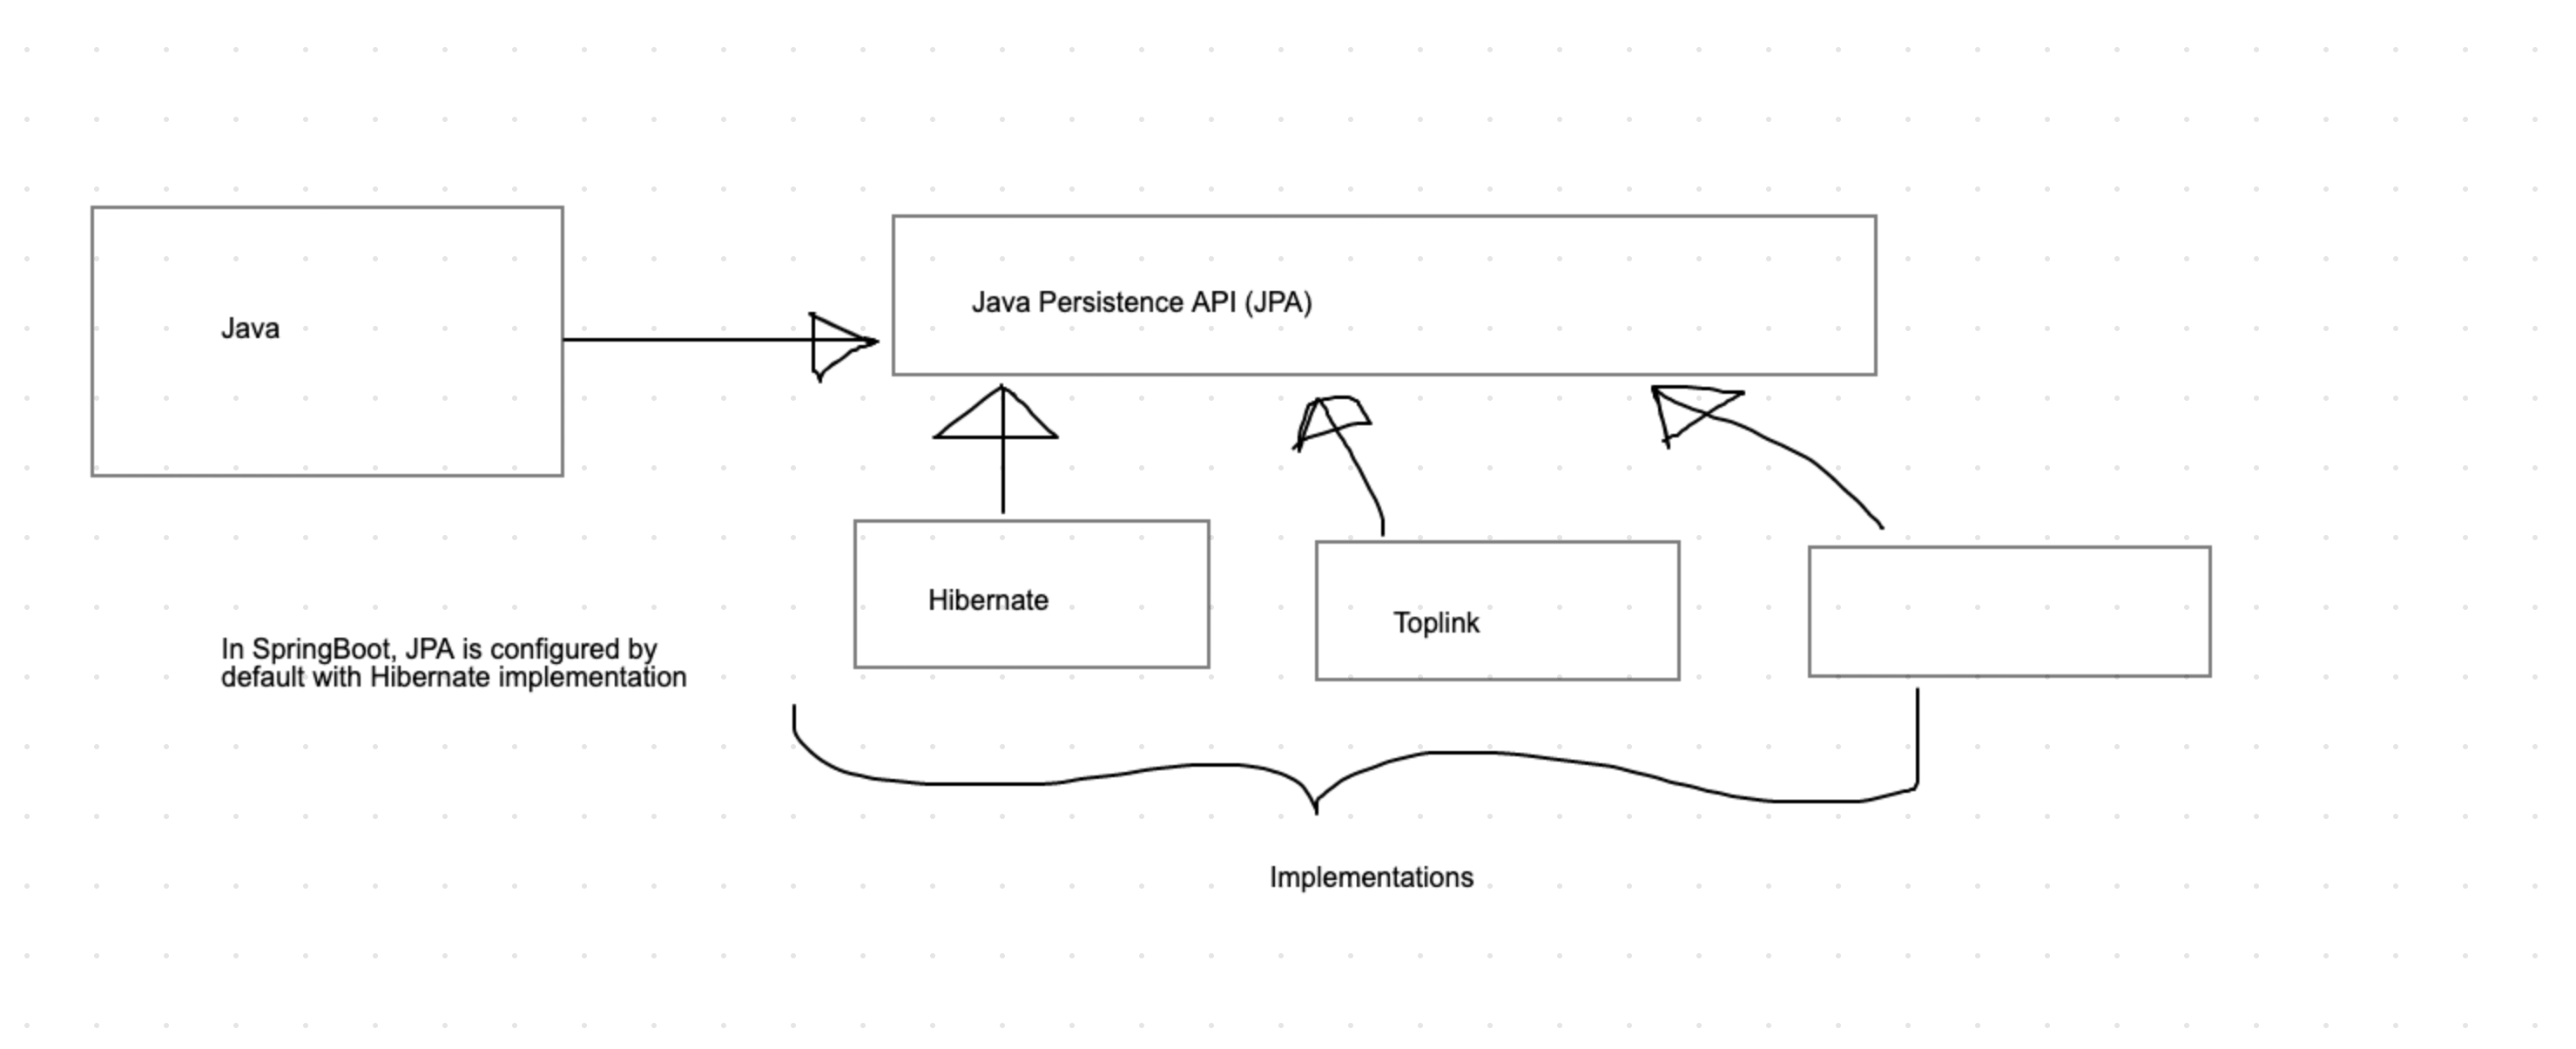 Java
Java Persistence API (JPA)
Hibernate
Toplink
In SpringBoot, JPA is configured by
default with Hibernate implementation
Implementations